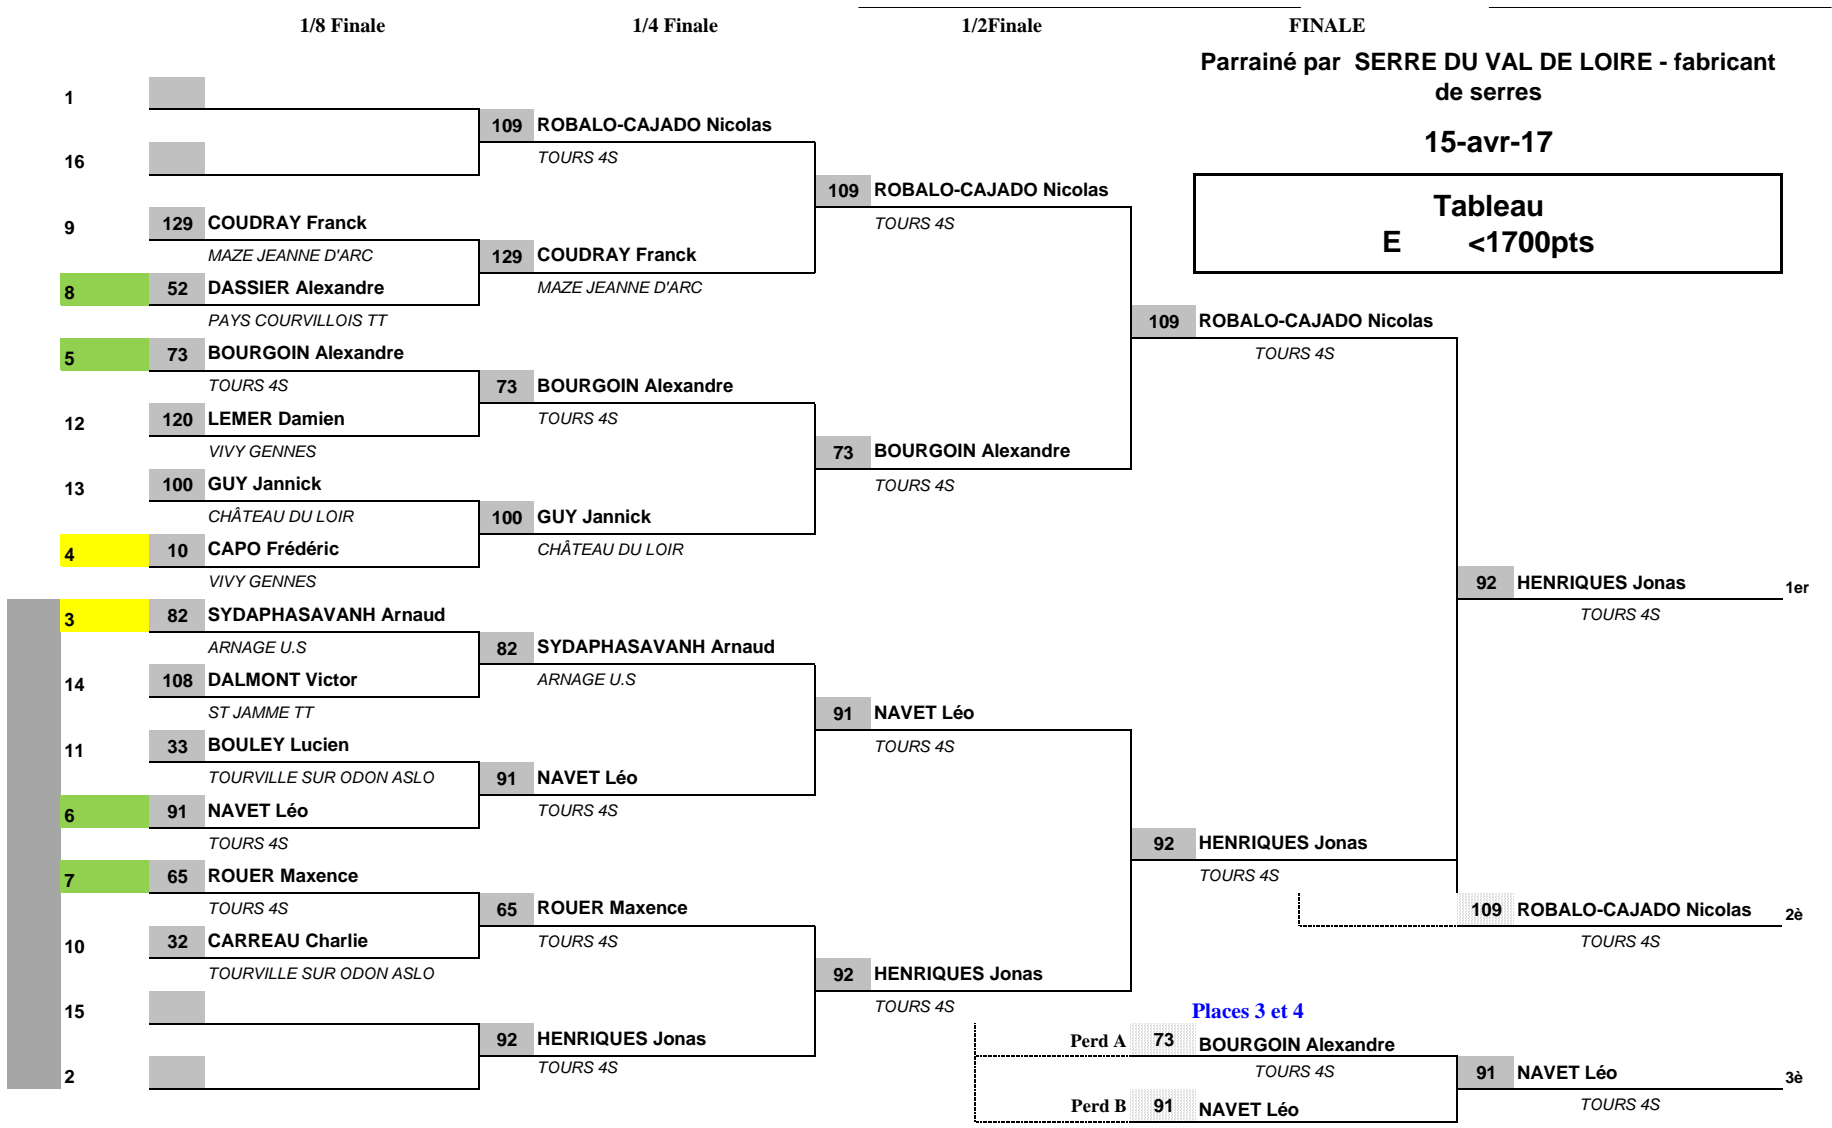 1/8 Finale 1/4 Finale 1/2Finale FINALE
Parrainé par SERRE DU VAL DE LOIRE - fabricant
de serres
15-avr-17
Tableau
E <1700pts
1
109 ROBALO-CAJADO Nicolas
TOURS 4S
16
109 ROBALO-CAJADO Nicolas
TOURS 4S
9 129 COUDRAY Franck
MAZE JEANNE D'ARC
129 COUDRAY Franck
MAZE JEANNE D'ARC
8 52 DASSIER Alexandre
PAYS COURVILLOIS TT
109 ROBALO-CAJADO Nicolas
TOURS 4S
5 73 BOURGOIN Alexandre
TOURS 4S
73 BOURGOIN Alexandre
TOURS 4S
12 120 LEMER Damien
VIVY GENNES
73 BOURGOIN Alexandre
TOURS 4S
13 100 GUY Jannick
CHÂTEAU DU LOIR
100 GUY Jannick
CHÂTEAU DU LOIR
4 10 CAPO Frédéric
VIVY GENNES
92 HENRIQUES Jonas 1er
TOURS 4S
3 82 SYDAPHASAVANH Arnaud
ARNAGE U.S
82 SYDAPHASAVANH Arnaud
ARNAGE U.S
14 108 DALMONT Victor
ST JAMME TT
91 NAVET Léo
TOURS 4S
11 33 BOULEY Lucien
TOURVILLE SUR ODON ASLO
91 NAVET Léo
TOURS 4S
6 91 NAVET Léo
TOURS 4S
92 HENRIQUES Jonas
TOURS 4S
7 65 ROUER Maxence
TOURS 4S
65 ROUER Maxence
TOURS 4S
109 ROBALO-CAJADO Nicolas 2è
TOURS 4S
10 32 CARREAU Charlie
TOURVILLE SUR ODON ASLO
92 HENRIQUES Jonas
TOURS 4S
15
92 HENRIQUES Jonas
TOURS 4S
2
Places 3 et 4
Perd A 73 BOURGOIN Alexandre
TOURS 4S
91 NAVET Léo 3è
TOURS 4S
Perd B 91 NAVET Léo